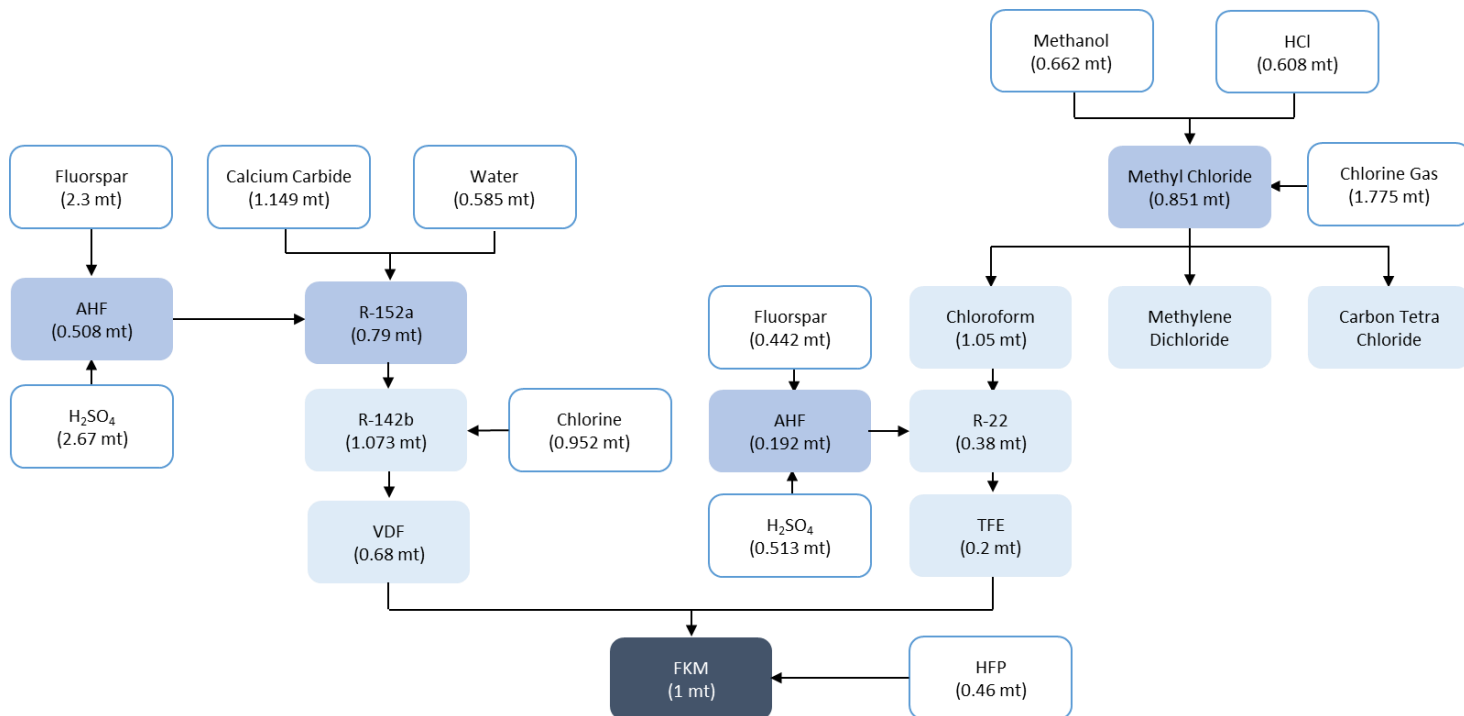 Methanol
(0.662 mt)
HCl
(0.608 mt)
Fluorspar
(2.3 mt)
Calcium Carbide
(1.149 mt)
Water
(0.585 mt)
Methyl Chloride
(0.851 mt)
Chlorine Gas
(1.775 mt)
AHF
(0.508 mt)
R-152a
(0.79 mt)
Fluorspar
(0.442 mt)
Chloroform
(1.05 mt)
Methylene
Dichloride
Carbon Tetra
Chloride
H₂SO₄
(2.67 mt)
R-142b
(1.073 mt)
Chlorine
(0.952 mt)
AHF
(0.192 mt)
R-22
(0.38 mt)
VDF
(0.68 mt)
H₂SO₄
(0.513 mt)
TFE
(0.2 mt)
FKM
(1 mt)
HFP
(0.46 mt)